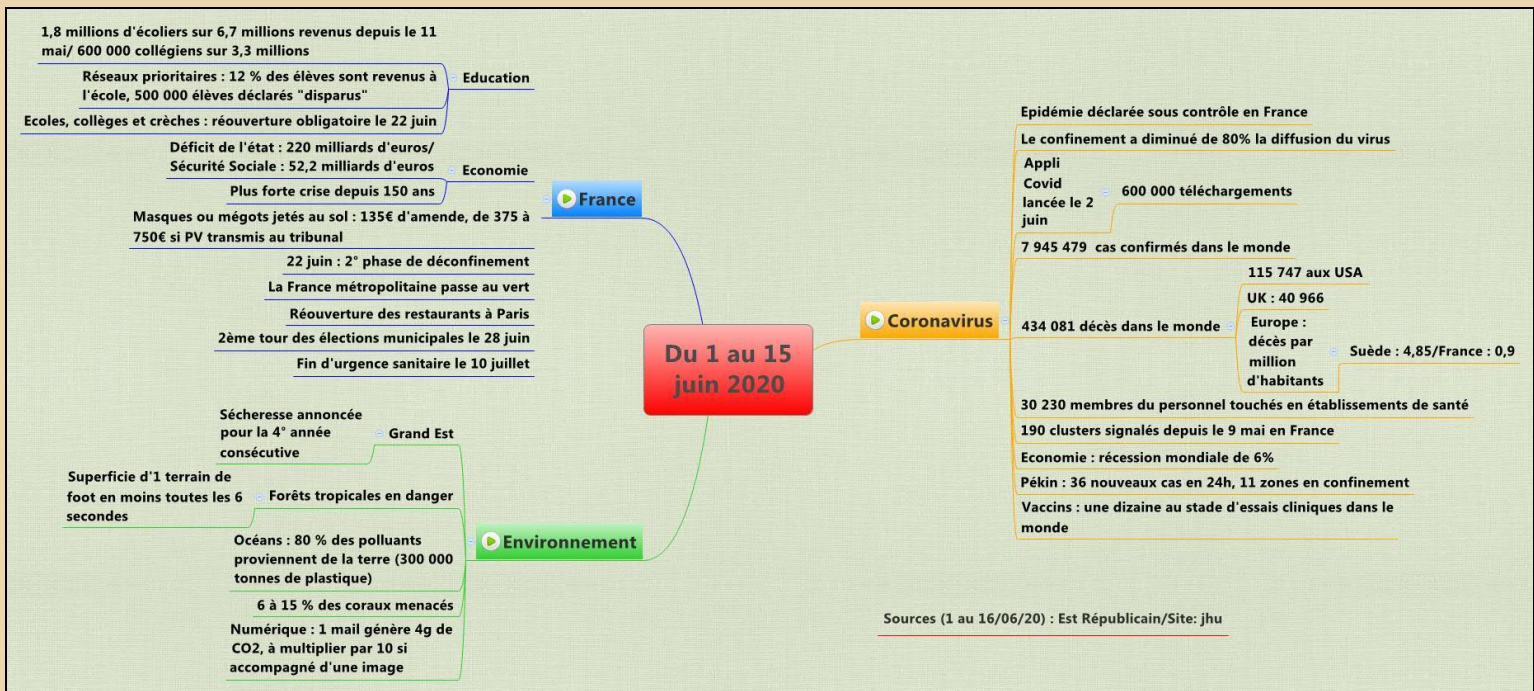 1,8 millions d'écoliers sur 6,7 millions revenus depuis le 11
mai/ 600 000 collégiens sur 3,3 millions
Réseaux prioritaires : 12 % des élèves sont revenus à
l'école, 500 000 élèves déclarés "disparus"
Ecoles, collèges et crèches : réouverture obligatoire le 22 juin
Education
Déficit de l'état : 220 milliards d'euros/
Sécurité Sociale : 52,2 milliards d'euros
Plus forte crise depuis 150 ans
Economie
Masques ou mégots jetés au sol : 135€ d'amende, de 375 à
750€ si PV transmis au tribunal
22 juin : 2° phase de déconfinement
La France métropolitaine passe au vert
Réouverture des restaurants à Paris
2ème tour des élections municipales le 28 juin
Fin d'urgence sanitaire le 10 juillet
France
Sécheresse annoncée
pour la 4° année
consécutive
Grand Est
Superficie d'1 terrain de
foot en moins toutes les 6
secondes
Forêts tropicales en danger
Océans : 80 % des polluants
proviennent de la terre (300 000
tonnes de plastique)
6 à 15 % des coraux menacés
Numérique : 1 mail génère 4g de
CO2, à multiplier par 10 si
accompagné d'une image
Environnement
Du 1 au 15
juin 2020
Coronavirus
Epidémie déclarée sous contrôle en France
Le confinement a diminué de 80% la diffusion du virus
Appli
Covid
lancée le 2
juin
600 000 téléchargements
7 945 479 cas confirmés dans le monde
434 081 décès dans le monde
115 747 aux USA
UK : 40 966
Europe :
décès par
million
d'habitants
Suède : 4,85/France : 0,9
30 230 membres du personnel touchés en établissements de santé
190 clusters signalés depuis le 9 mai en France
Economie : récession mondiale de 6%
Pékin : 36 nouveaux cas en 24h, 11 zones en confinement
Vaccins : une dizaine au stade d'essais cliniques dans le
monde
Sources (1 au 16/06/20) : Est Républicain/Site: jhu